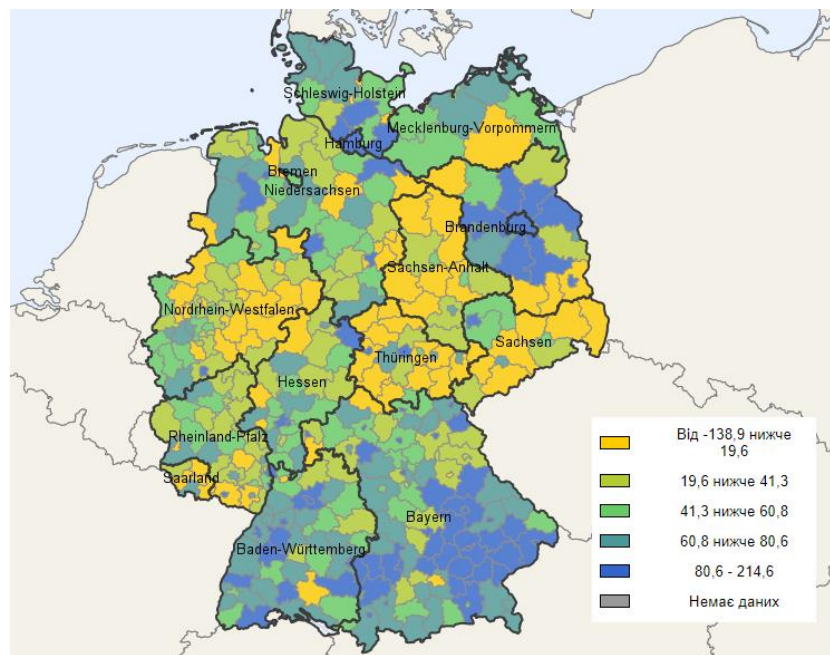 Schleswig-Holstein
Mecklenburg-Vorpommern
Hamburg
Bremen
Niedersachsen
Brandenburg
Sachsen-Anhalt
Nordrhein-Westfalen
Sachsen
Thüringen
Hessen
Rheinland-Pfalz
Saarland
Bayern
Baden-Württemberg
Від -138,9 нижче
19,6
19,6 нижче 41,3
41,3 нижче 60,8
60,8 нижче 80,6
80,6 - 214,6
Немає даних